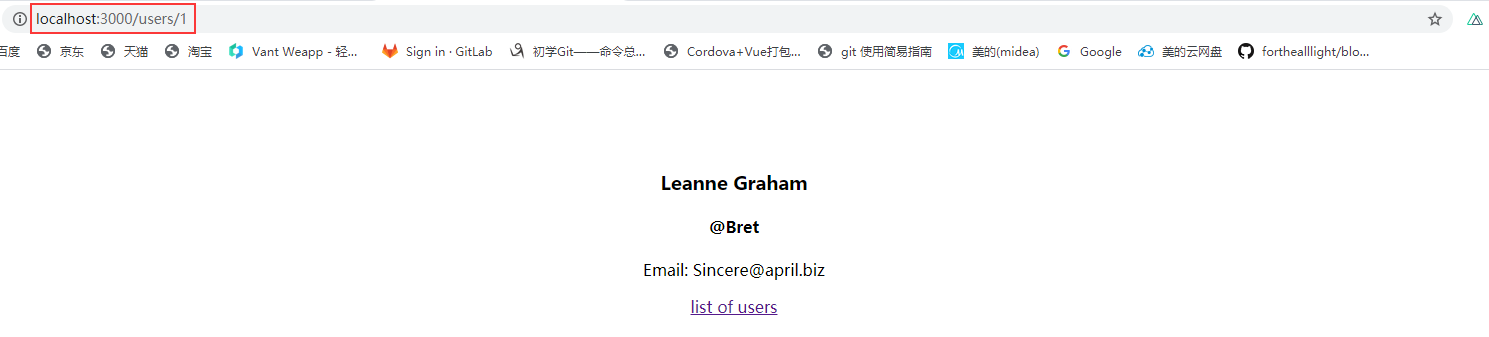 localhost:3000/users/1
百度 京东 天猫 淘宝 Vant Weapp - 轻... Sign in · GitLab 初学Git——命令总... Cordova+Vue打包... git 使用简易指南 美的(midea) Google 美的云网盘 forthealllight/blo...
Leanne Graham
@Bret
Email: Sincere@april.biz
list of users